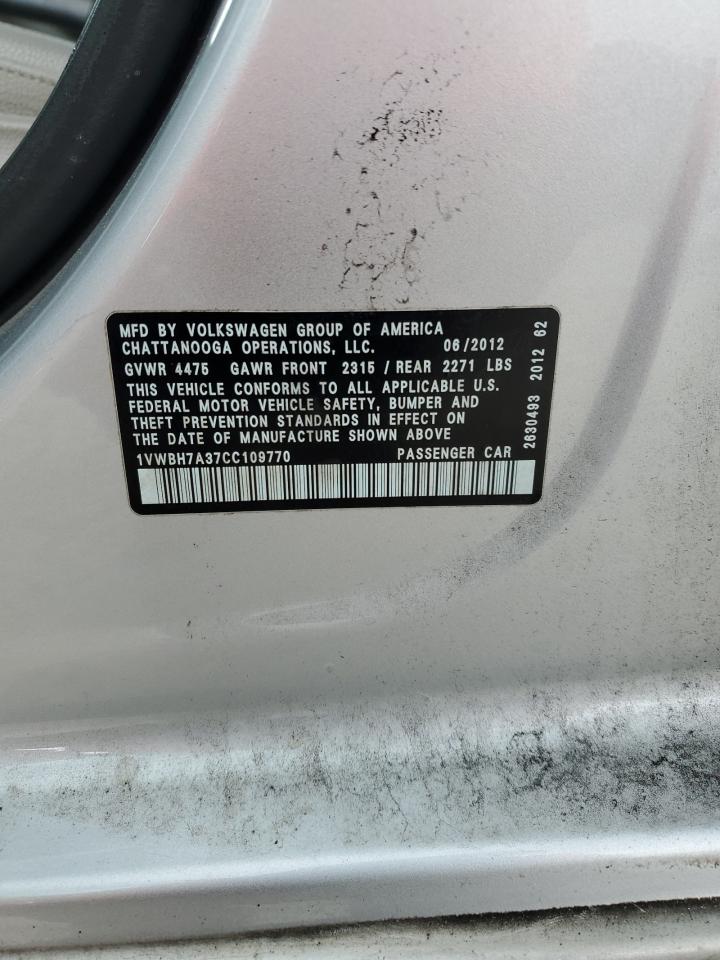 MFD BY VOLKSWAGEN GROUP OF AMERICA
CHATTANOOGA OPERATIONS, LLC. 06/2012
GVWR 4475 GAWR FRONT 2315 / REAR 2271 LBS
THIS VEHICLE CONFORMS TO ALL APPLICABLE U.S.
FEDERAL MOTOR VEHICLE SAFETY, BUMPER AND
THEFT PREVENTION STANDARDS IN EFFECT ON
THE DATE OF MANUFACTURE SHOWN ABOVE
1VWBH7A37CC109770 PASSENGER CAR
2630493 2012 62